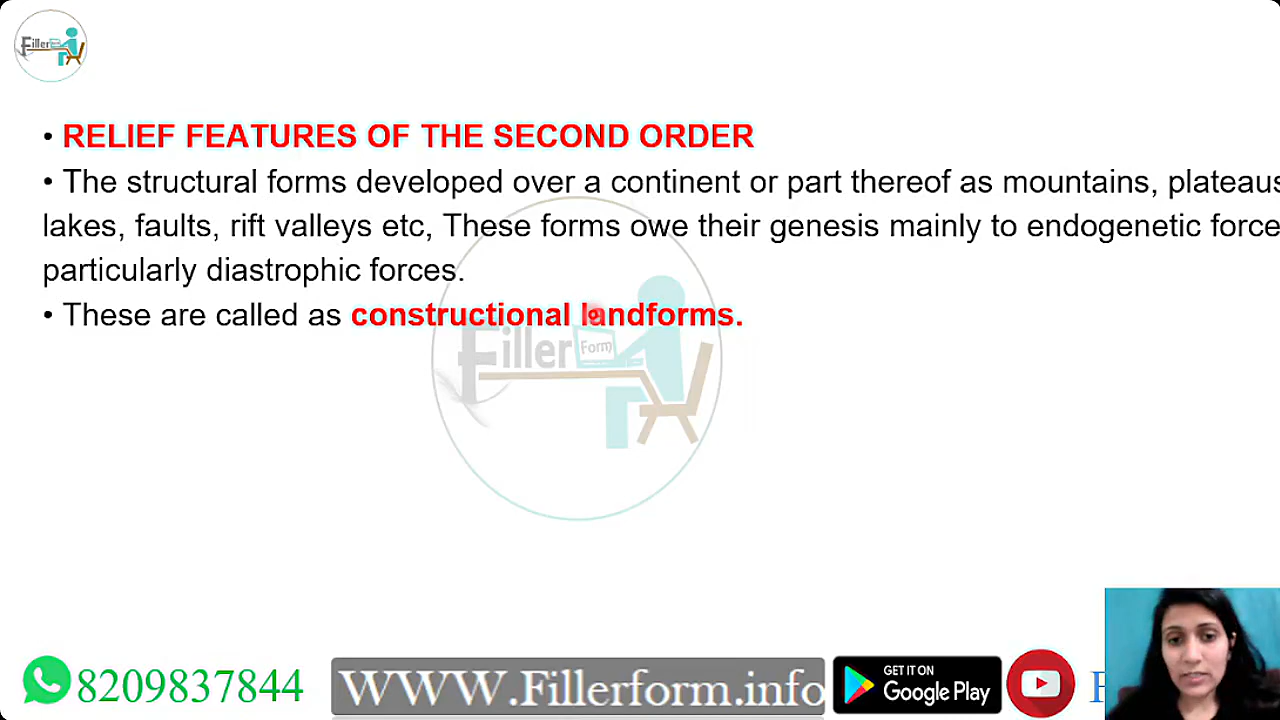 Fillerform
• RELIEF FEATURES OF THE SECOND ORDER
• The structural forms developed over a continent or part thereof as mountains, plateaus
lakes, faults, rift valleys etc, These forms owe their genesis mainly to endogenetic force
particularly diastrophic forces.
• These are called as constructional landforms.
Filler Form
8209837844
WWW.Fillerform.info
GET IT ON
Google Play